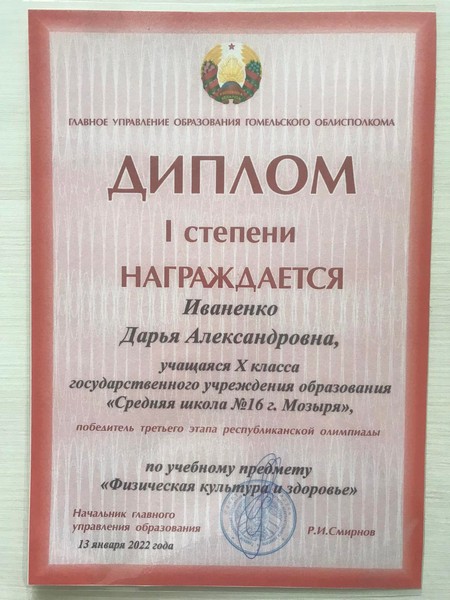 ГЛАВНОЕ УПРАВЛЕНИЕ ОБРАЗОВАНИЯ ГОМЕЛЬСКОГО ОБЛИСПОЛКОМА
ДИПЛОМ
I степени
НАГРАЖДАЕТСЯ
Иваненко
Дарья Александровна,
учащаяся X класса
государственного учреждения образования
«Средняя школа №16 г. Мозыря»,
победитель третьего этапа республиканской олимпиады
по учебному предмету
«Физическая культура и здоровье»
Начальник главного
управления образования
Р.И.Смирнов
13 января 2022 года